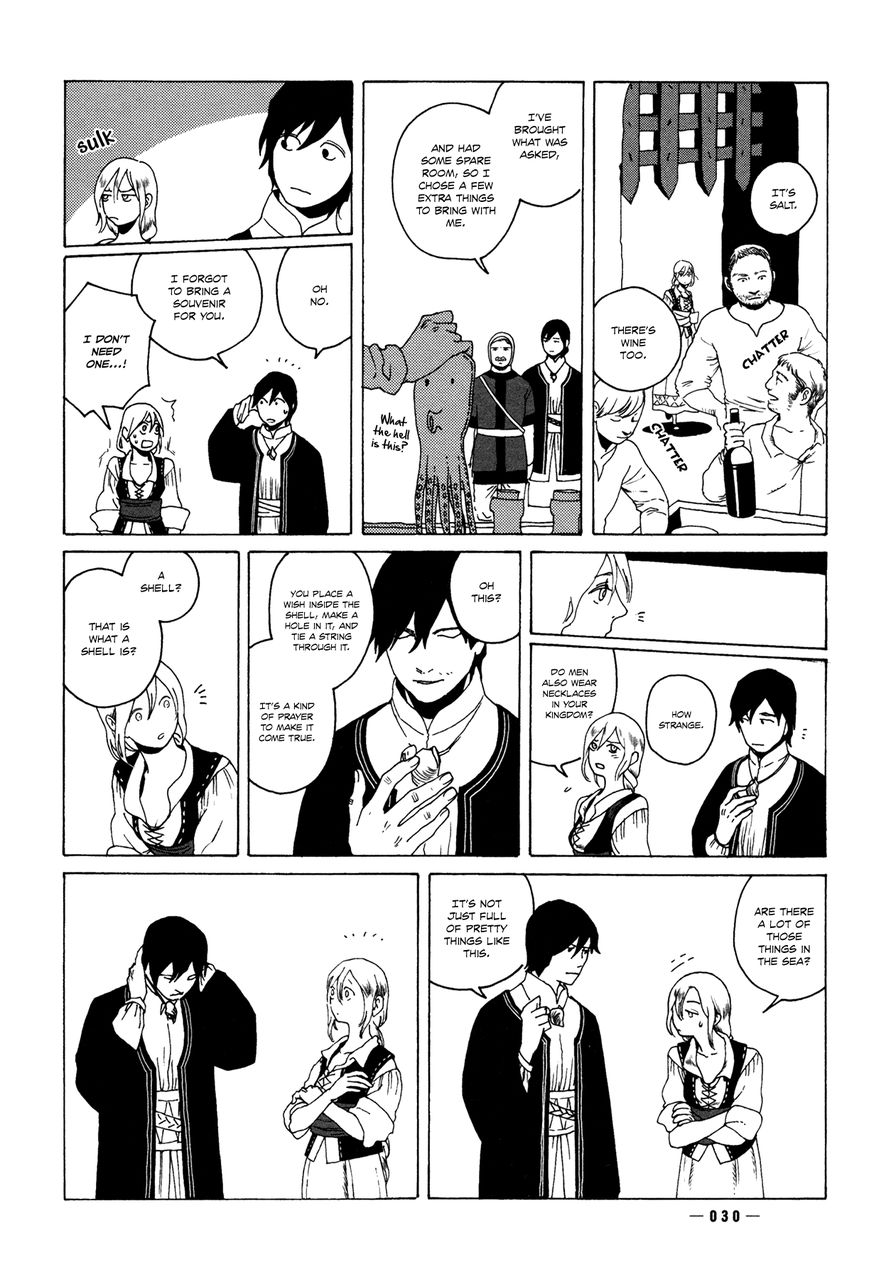 IT'S
SALT.
THERE'S
WINE
TOO.
CHATTER
CHATTER
I'VE
BROUGHT
WHAT WAS
ASKED,
AND HAD
SOME SPARE
ROOM, SO I
CHOSE A FEW
EXTRA THINGS
TO BRING WITH
ME.
What
the hell
is this?
sulk
OH
NO.
I FORGOT
TO BRING A
SOUVENIR
FOR YOU.
I DON'T
NEED
ONE...!
DO MEN
ALSO WEAR
NECKLACES
IN YOUR
KINGDOM?
HOW
STRANGE.
OH
THIS?
YOU PLACE A
WISH INSIDE THE
SHELL, MAKE A
HOLE IN IT, AND
TIE A STRING
THROUGH IT.
IT'S A KIND
OF PRAYER
TO MAKE IT
COME TRUE.
A
SHELL?
THAT IS
WHAT A
SHELL IS?
ARE THERE
A LOT OF
THOSE
THINGS IN
THE SEA?
IT'S NOT
JUST FULL
OF PRETTY
THINGS LIKE
THIS.
— 030 —